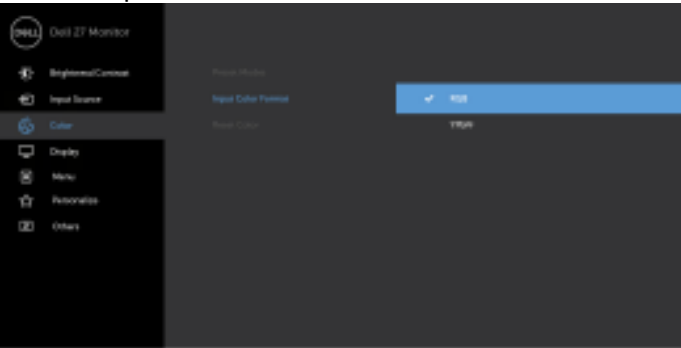 DELL Dell 27 Monitor
Brightness/Contrast
Preset Modes
Input Source
Input Color Format
✓ RGB
Color
Reset Color
YPbPr
Display
Menu
Personalize
Others